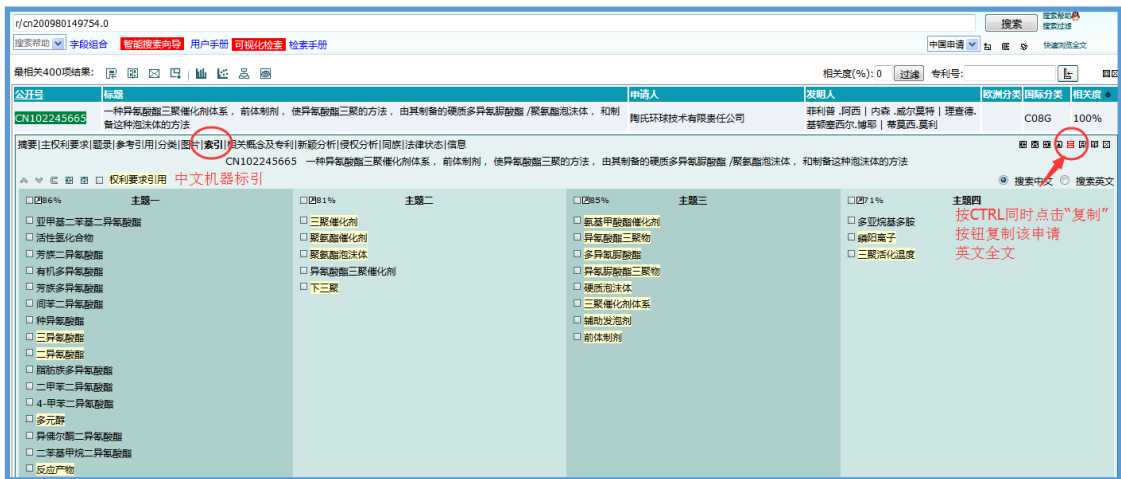 r/cn200980149754.0 搜索 搜索帮助
搜索过滤
搜索帮助 字段组合 智能搜索向导 用户手册 可视化检索 检索手册 中国申请 快速浏览全文
最相关400项结果: 相关度(%): 0 过滤 专利号:
公开号 标题 申请人 发明人 欧洲分类 国际分类 相关度
CN102245665 一种异氰酸酯三聚催化剂体系，前体制剂，使异氰酸酯三聚的方法，由其制备的硬质多异氰脲酸酯 /聚氨酯泡沫体，和制
备这种泡沫体的方法 陶氏环球技术有限责任公司 菲利普 .阿西 | 内森 .威尔莫特 | 理查德.
基顿塞西尔.博耶 | 蒂莫西.莫利 C08G 100%
摘要|主权利要求|题录|参考引用|分类|图片|索引|相关概念及专利|新颖分析|侵权分析|同族|法律状态|信息
CN102245665 一种异氰酸酯三聚催化剂体系，前体制剂，使异氰酸酯三聚的方法，由其制备的硬质多异氰脲酸酯 /聚氨酯泡沫体，和制备这种泡沫体的方法
权利要求引用 中文机器标引 搜索中文 搜索英文
86% 主题一 81% 主题二 85% 主题三 71% 主题四
亚甲基二苯基二异氰酸酯
活性氢化合物
芳族二异氰酸酯
有机多异氰酸酯
芳族多异氰酸酯
间苯二异氰酸酯
种异氰酸酯
三异氰酸酯
二异氰酸酯
脂肪族多异氰酸酯
二甲苯二异氰酸酯
4-甲苯二异氰酸酯
多元醇
异佛尔酮二异氰酸酯
二苯基甲烷二异氰酸酯
反应产物
三聚催化剂
聚氨酯催化剂
聚氨酯泡沫体
异氰酸酯三聚催化剂
下三聚
氨基甲酸酯催化剂
异氰酸酯三聚物
多异氰脲酸酯
异氰脲酸酯三聚物
硬质泡沫体
三聚催化剂体系
辅助发泡剂
前体制剂
多亚烷基多胺
鏻阳离子
三聚活化温度
按CTRL同时点击“复制”
按钮复制该申请
英文全文